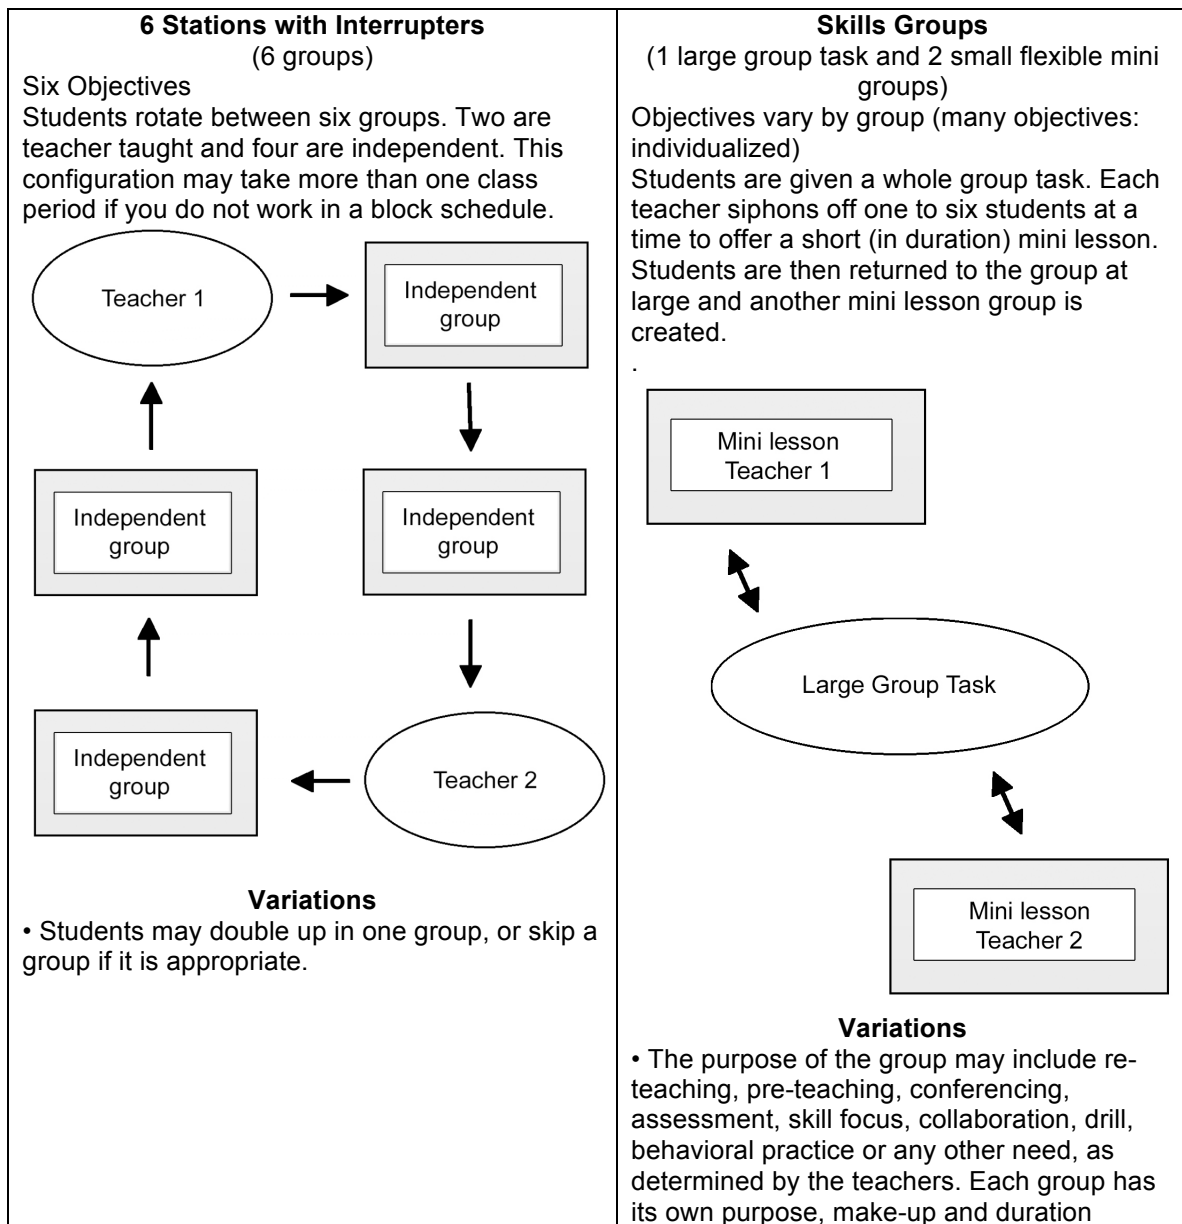 6 Stations with Interrupters
(6 groups)
Six Objectives
Students rotate between six groups. Two are
teacher taught and four are independent. This
configuration may take more than one class
period if you do not work in a block schedule.
Teacher 1
Independent
group
Independent
group
Independent
group
Independent
group
Teacher 2
Variations
• Students may double up in one group, or skip a
group if it is appropriate.
Skills Groups
(1 large group task and 2 small flexible mini
groups)
Objectives vary by group (many objectives:
individualized)
Students are given a whole group task. Each
teacher siphons off one to six students at a
time to offer a short (in duration) mini lesson.
Students are then returned to the group at
large and another mini lesson group is
created.
.
Mini lesson
Teacher 1
Large Group Task
Mini lesson
Teacher 2
Variations
• The purpose of the group may include re-
teaching, pre-teaching, conferencing,
assessment, skill focus, collaboration, drill,
behavioral practice or any other need, as
determined by the teachers. Each group has
its own purpose, make-up and duration